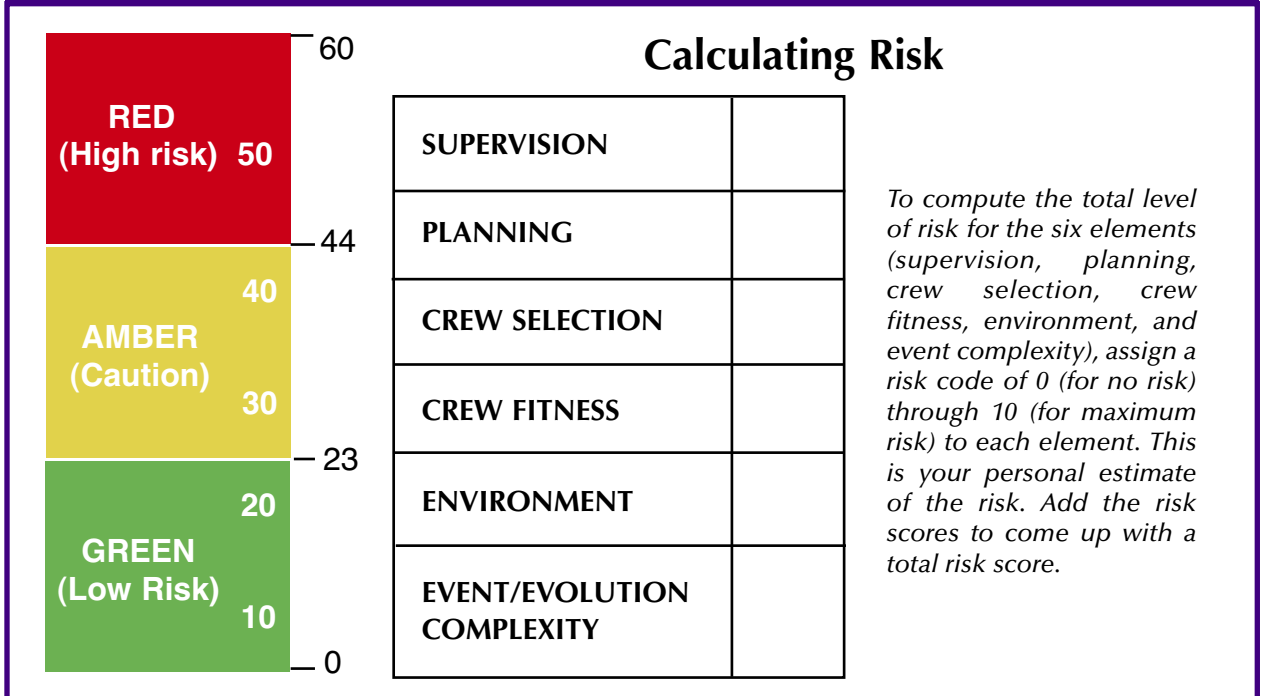 Calculating Risk
60
RED
(High risk) 50
44
40
AMBER
(Caution)
30
23
20
GREEN
(Low Risk)
10
0
SUPERVISION
PLANNING
CREW SELECTION
CREW FITNESS
ENVIRONMENT
EVENT/EVOLUTION
COMPLEXITY
To compute the total level
of risk for the six elements
(supervision, planning,
crew selection, crew
fitness, environment, and
event complexity), assign a
risk code of 0 (for no risk)
through 10 (for maximum
risk) to each element. This
is your personal estimate
of the risk. Add the risk
scores to come up with a
total risk score.